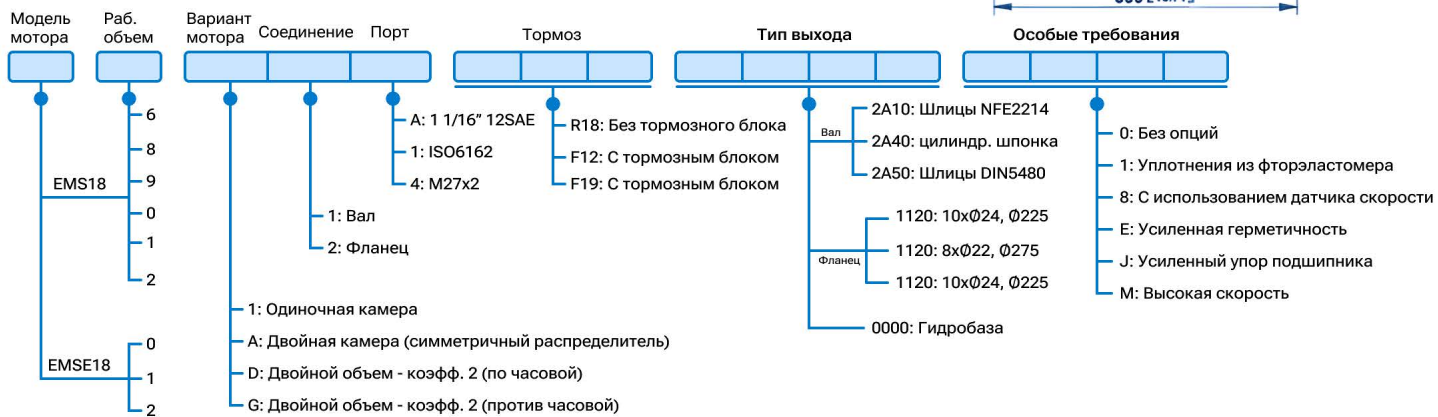 Модель мотора
Раб. объем
Вариант мотора
Соединение
Порт
Тормоз
Тип выхода
Особые требования
EMS18
6
8
9
0
1
2
EMSE18
0
1
2
1: Одиночная камера
A: Двойная камера (симметричный распределитель)
D: Двойной объем - коэфф. 2 (по часовой)
G: Двойной объем - коэфф. 2 (против часовой)
1: Вал
2: Фланец
A: 1 1/16” 12SAE
1: ISO6162
4: M27x2
R18: Без тормозного блока
F12: С тормозным блоком
F19: С тормозным блоком
Вал
2A10: Шлицы NFE2214
2A40: цилиндр. шпонка
2A50: Шлицы DIN5480
Фланец
1120: 10xØ24, Ø225
1120: 8xØ22, Ø275
1120: 10xØ24, Ø225
0000: Гидробаза
0: Без опций
1: Уплотнения из фторэластомера
8: С использованием датчика скорости
E: Усиленная герметичность
J: Усиленный упор подшипника
M: Высокая скорость